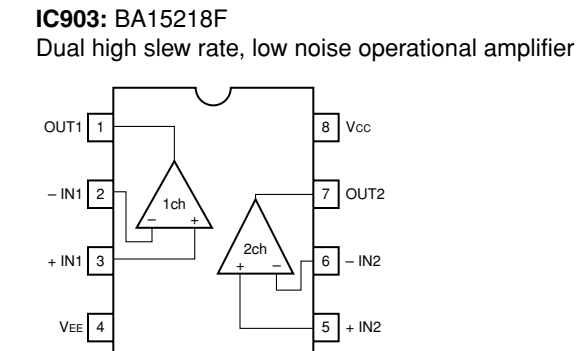 IC903: BA15218F
Dual high slew rate, low noise operational amplifier
OUT1 1
8 Vcc
– IN1 2
7 OUT2
1ch
– +
+ IN1 3
2ch
+ –
6 – IN2
VEE 4
5 + IN2